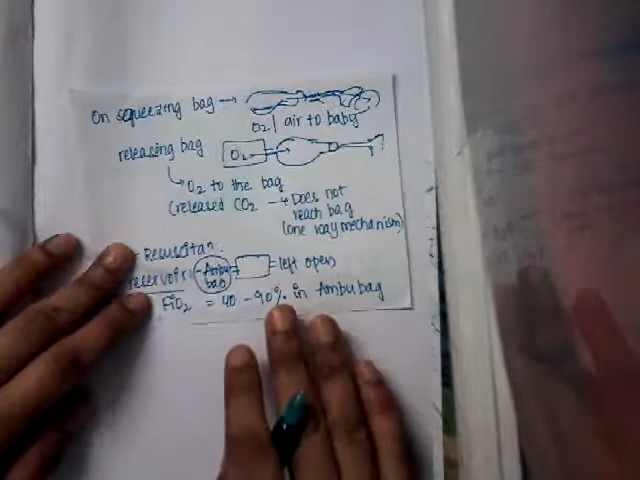 On squeezing bag →
O2 | air to baby
releasing bag
O2
↳ O2 to the bag
(released CO2 → Does not
reach bag
(one way mechanism)
reservoir: Ambu
bag = left open
FiO2 = 40 - 90% in Ambu bag